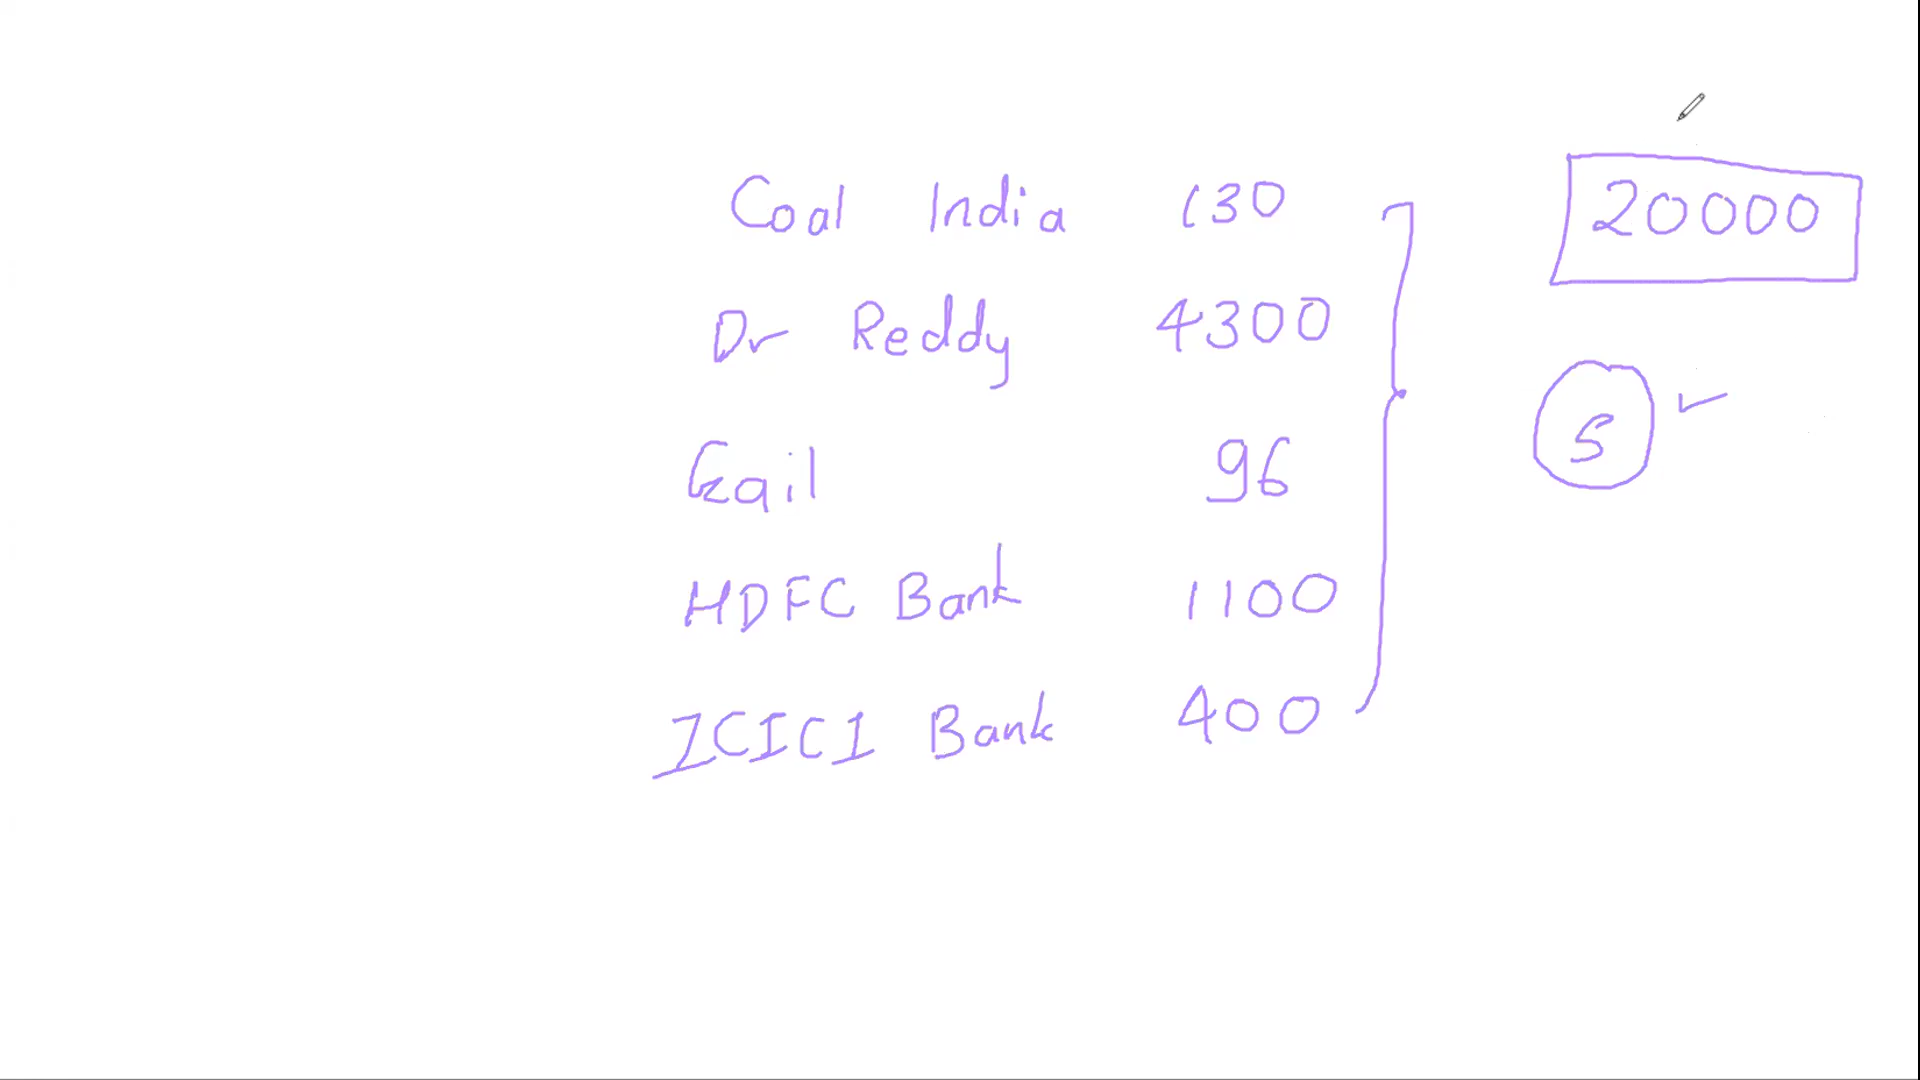 Coal India 130
20000
Dr Reddy 4300
5
Gail 96
HDFC Bank 1100
ICICI Bank 400